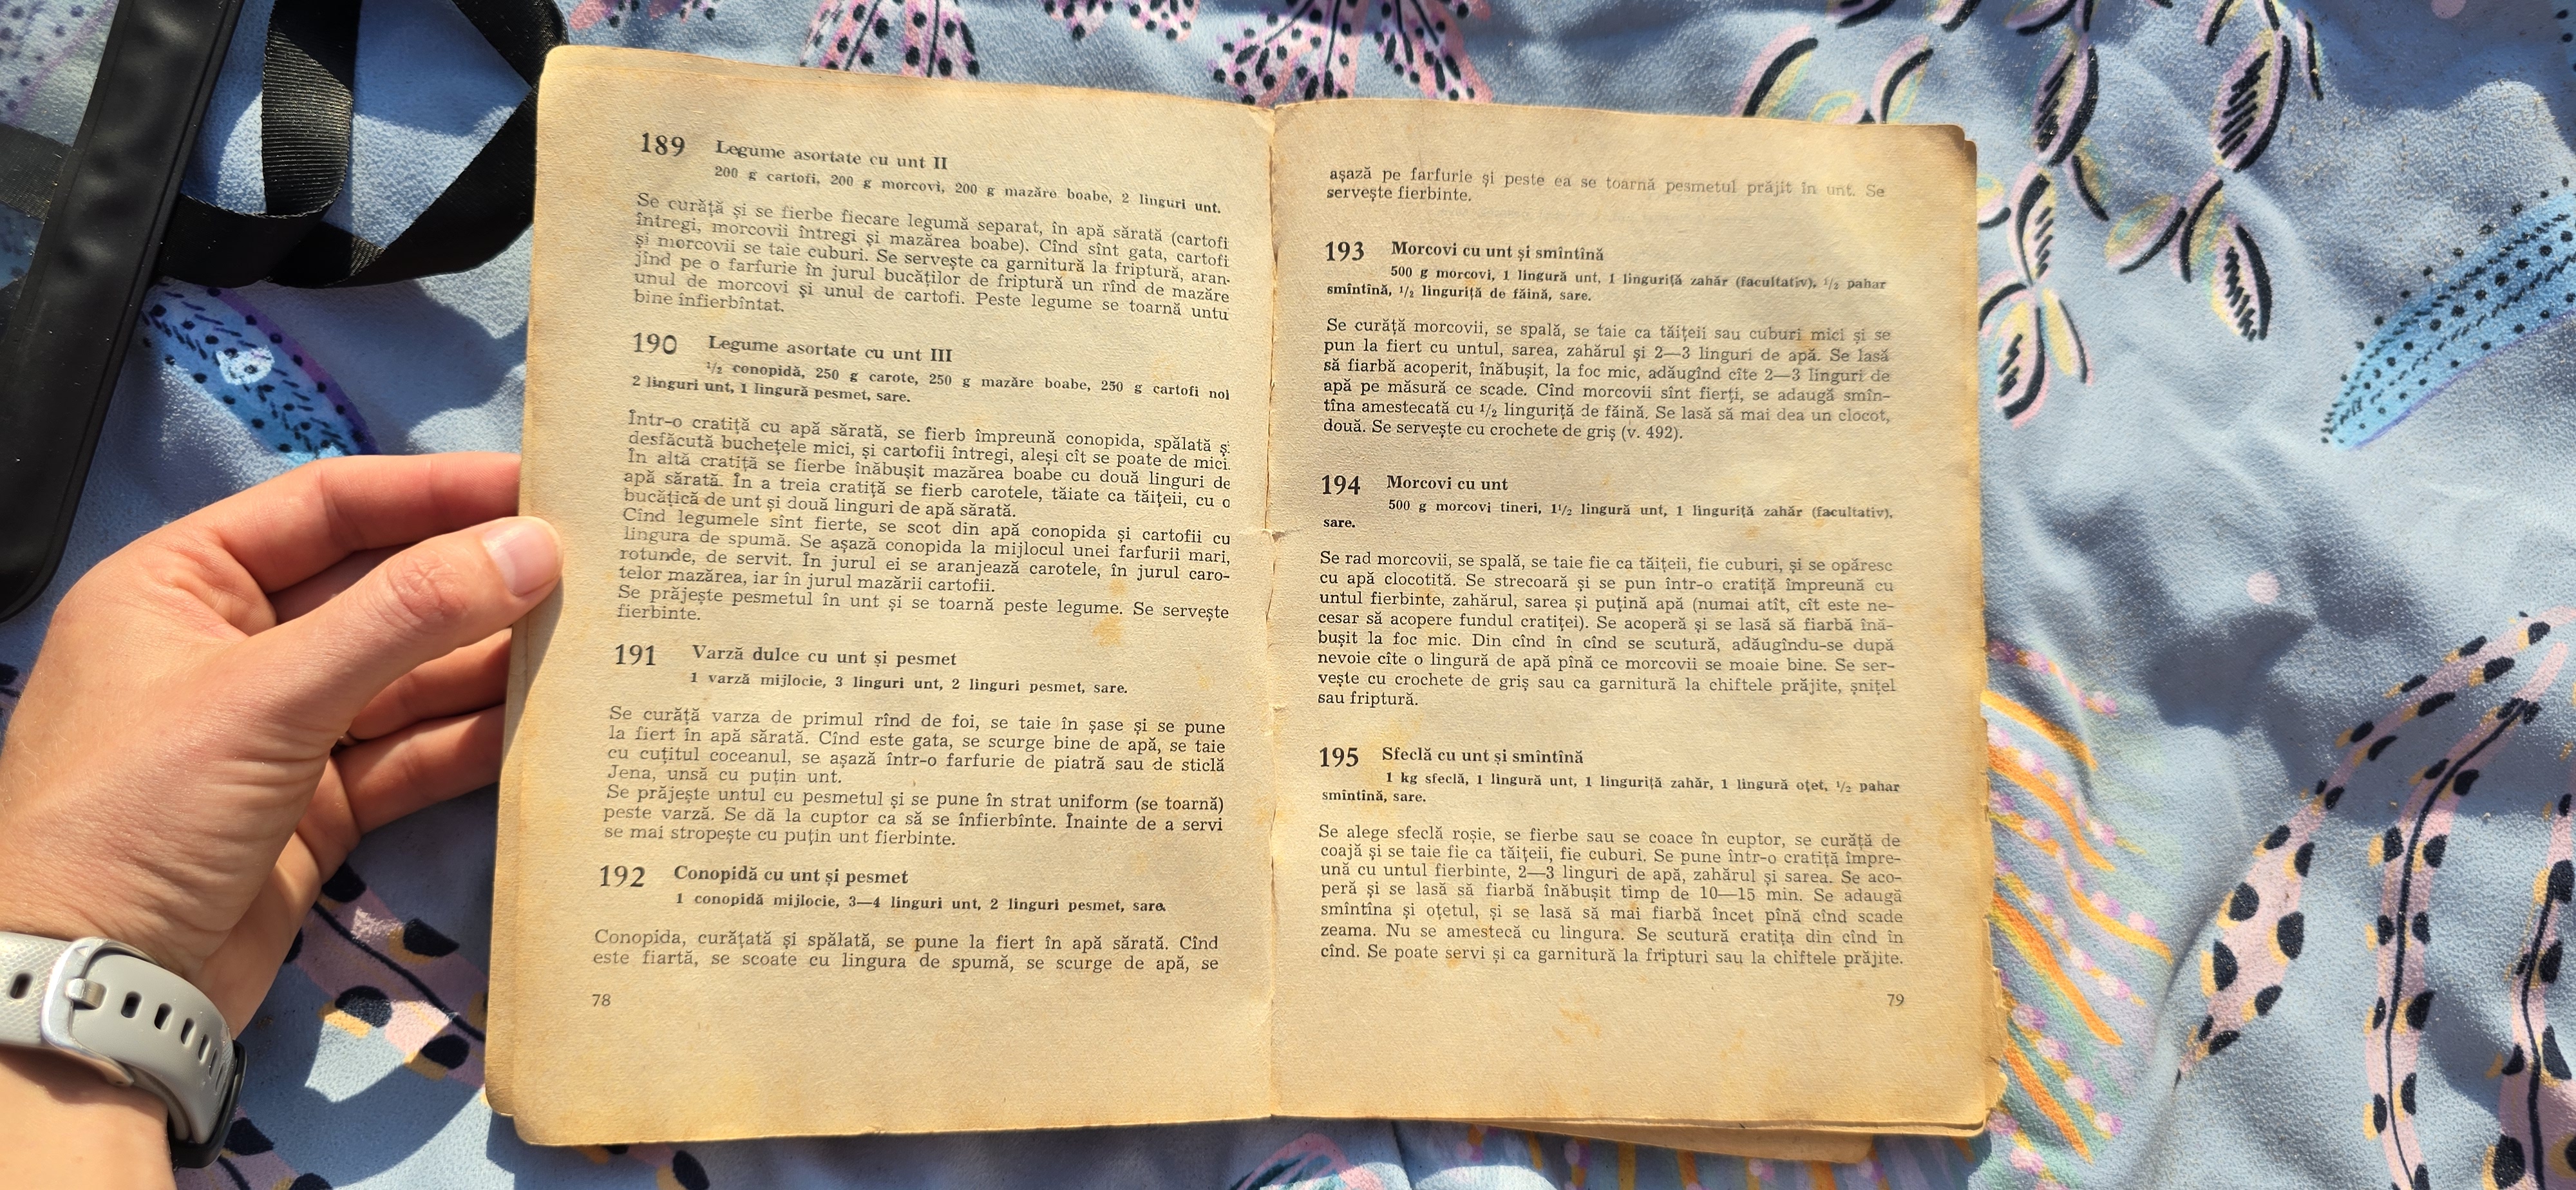 189 Legume asortate cu unt II
200 g cartofi, 200 g morcovi, 200 g mazăre boabe, 2 linguri unt.
Se curăță și se fierbe fiecare legumă separat, în apă sărată (cartofi
întregi, morcovii întregi și mazărea boabe). Cînd sînt gata, cartofi
și morcovii se taie cuburi. Se servește ca garnitură la friptură, aran-
jînd pe o farfurie în jurul bucăților de friptură un rînd de mazăre
unul de morcovi și unul de cartofi. Peste legume se toarnă untu
bine înfierbîntat.
190 Legume asortate cu unt III
1/2 conopidă, 250 g carote, 250 g mazăre boabe, 250 g cartofi noi
2 linguri unt, 1 lingură pesmet, sare.
Într-o cratiță cu apă sărată, se fierb împreună conopida, spălată și
desfăcută buchețele mici, și cartofii întregi, aleși cît se poate de mici.
În altă cratiță se fierbe înăbușit mazărea boabe cu două linguri de
apă sărată. În a treia cratiță se fierb carotele, tăiate ca tăiței, cu o
bucățică de unt și două linguri de apă sărată.
Cînd legumele sînt fierte, se scot din apă conopida și cartofii cu
lingura de spumă. Se așază conopida la mijlocul unei farfurii mari,
rotunde, de servit. În jurul ei se aranjează carotele, în jurul caro-
telor mazărea, iar în jurul mazării cartofii.
Se prăjește pesmetul în unt și se toarnă peste legume. Se servește
fierbinte.
191 Varză dulce cu unt și pesmet
1 varză mijlocie, 3 linguri unt, 2 linguri pesmet, sare.
Se curăță varza de primul rînd de foi, se taie în șase și se pune
la fiert în apă sărată. Cînd este gata, se scurge bine de apă, se taie
cu cuțitul coceanul, se așază într-o farfurie de piatră sau de sticlă
Jena, unsă cu puțin unt.
Se prăjește untul cu pesmetul și se pune în strat uniform (se toarnă)
peste varză. Se dă la cuptor ca să se înfierbînte. Înainte de a servi
se mai stropește cu puțin unt fierbinte.
192 Conopidă cu unt și pesmet
1 conopidă mijlocie, 3—4 linguri unt, 2 linguri pesmet, sare.
Conopida, curățată și spălată, se pune la fiert în apă sărată. Cînd
este fiartă, se scoate cu lingura de spumă, se scurge de apă, se
78
așază pe farfurie și peste ea se toarnă pesmetul prăjit în unt. Se
servește fierbinte.
193 Morcovi cu unt și smîntînă
500 g morcovi, 1 lingură unt, 1 linguriță zahăr (facultativ), 1/2 pahar
smîntînă, 1/2 linguriță de făină, sare.
Se curăță morcovii, se spală, se taie ca tăițeii sau cuburi mici și se
pun la fiert cu untul, sarea, zahărul și 2—3 linguri de apă. Se lasă
să fiarbă acoperit, înăbușit, la foc mic, adăugînd cîte 2—3 linguri de
apă pe măsură ce scade. Cînd morcovii sînt fierți, se adaugă smîn-
tîna amestecată cu 1/2 linguriță de făină. Se lasă să mai dea un clocot,
două. Se servește cu crochete de griș (v. 492).
194 Morcovi cu unt
500 g morcovi tineri, 1 1/2 lingură unt, 1 linguriță zahăr (facultativ),
sare.
Se rad morcovii, se spală, se taie fie ca tăițeii, fie cuburi, și se opăresc
cu apă clocotită. Se strecoară și se pun într-o cratiță împreună cu
untul fierbinte, zahărul, sarea și puțină apă (numai atît, cît este ne-
cesar să acopere fundul cratiței). Se acoperă și se lasă să fiarbă înă-
bușit la foc mic. Din cînd în cînd se scutură, adăugîndu-se după
nevoie cîte o lingură de apă pînă ce morcovii se moaie bine. Se ser-
vește cu crochete de griș sau ca garnitură la chiftele prăjite, șnițel
sau friptură.
195 Sfeclă cu unt și smîntînă
1 kg sfeclă, 1 lingură unt, 1 linguriță zahăr, 1 lingură oțet, 1/2 pahar
smîntînă, sare.
Se alege sfeclă roșie, se fierbe sau se coace în cuptor, se curăță de
coajă și se taie fie ca tăițeii, fie cuburi. Se pune într-o cratiță împre-
ună cu untul fierbinte, 2—3 linguri de apă, zahărul și sarea. Se aco-
peră și se lasă să fiarbă înăbușit timp de 10—15 min. Se adaugă
smîntîna și oțetul, și se lasă să mai fiarbă încet pînă cînd scade
zeama. Nu se amestecă cu lingura. Se scutură cratița din cînd în
cînd. Se poate servi și ca garnitură la fripturi sau la chiftele prăjite.
79